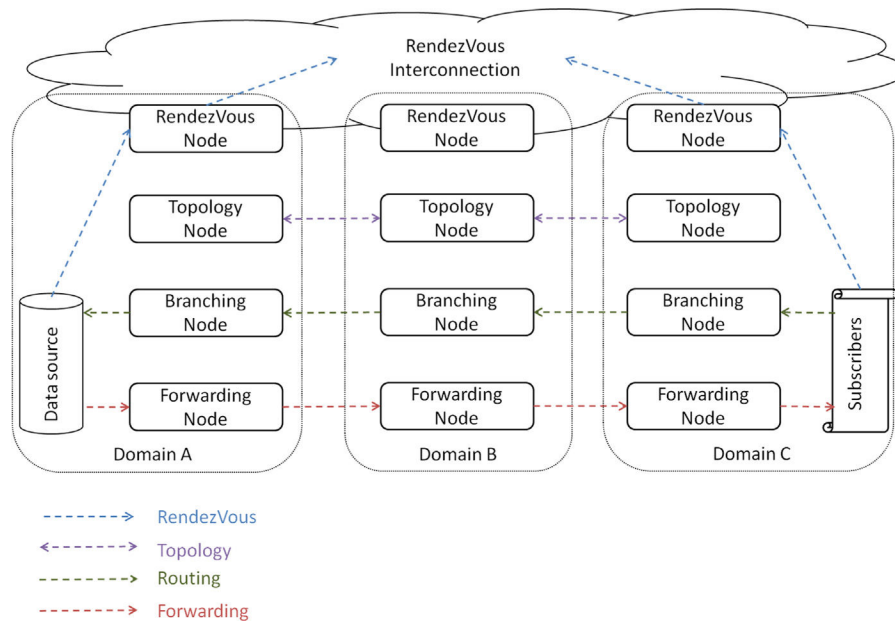 RendezVous
Interconnection
RendezVous
Node
RendezVous
Node
RendezVous
Node
Topology
Node
Topology
Node
Topology
Node
Branching
Node
Branching
Node
Branching
Node
Data source
Subscribers
Forwarding
Node
Forwarding
Node
Forwarding
Node
Domain A
Domain B
Domain C
RendezVous
Topology
Routing
Forwarding